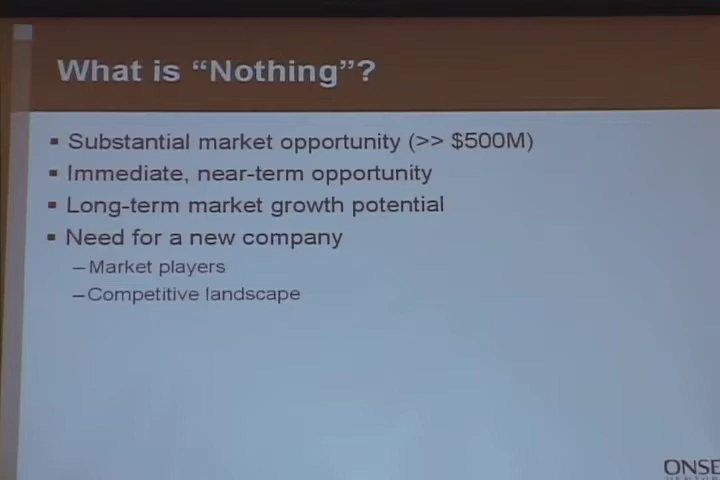 What is “Nothing”?
▪ Substantial market opportunity (>> $500M)
▪ Immediate, near-term opportunity
▪ Long-term market growth potential
▪ Need for a new company
– Market players
– Competitive landscape
ONSE